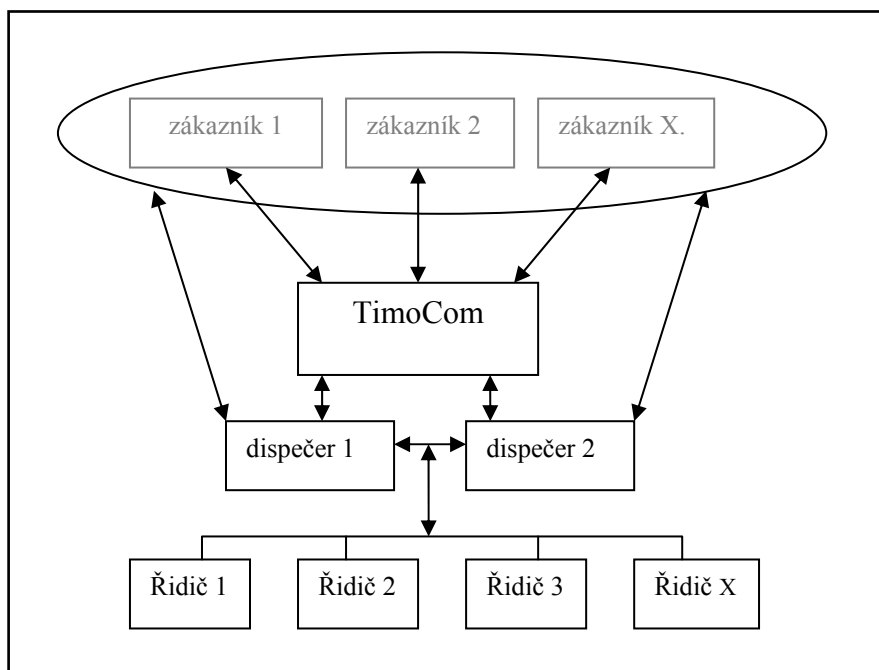 zákazník 1
zákazník 2
zákazník X.
TimoCom
dispečer 1
dispečer 2
Řidič 1
Řidič 2
Řidič 3
Řidič X